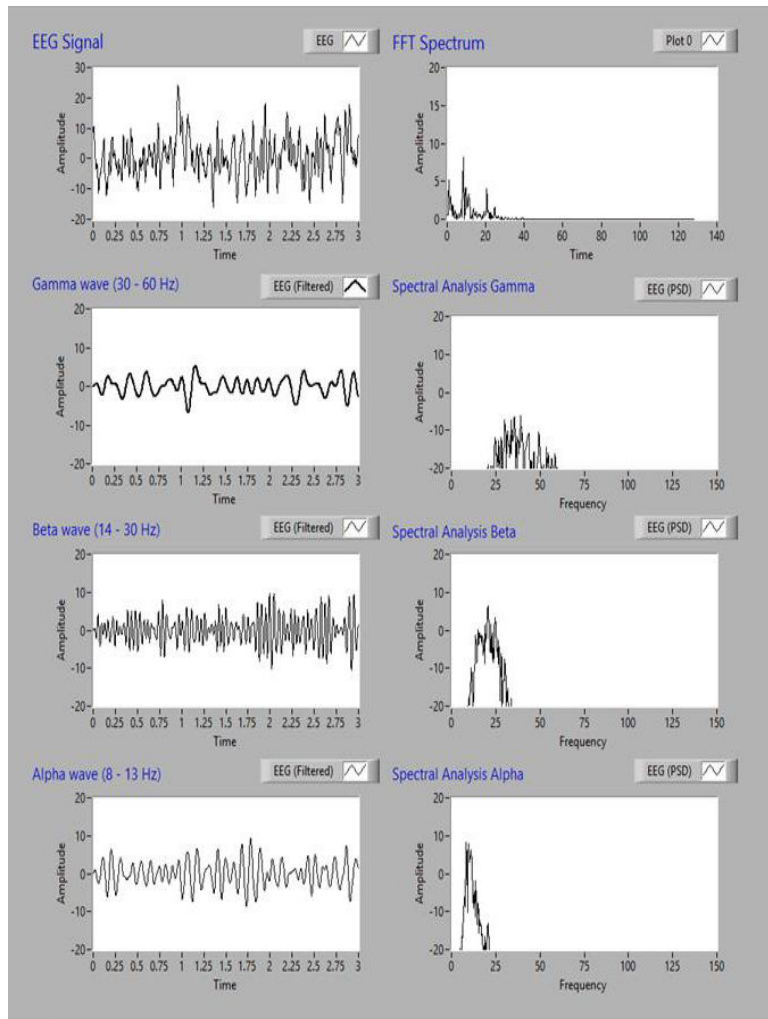 EEG Signal
EEG
Amplitude
30
20
10
0
-10
-20
0 0.25 0.5 0.75 1 1.25 1.5 1.75 2 2.25 2.5 2.75 3
Time
FFT Spectrum
Plot 0
Amplitude
20
15
10
5
0
0 20 40 60 80 100 120 140
Time
Gamma wave (30 - 60 Hz)
EEG (Filtered)
Amplitude
20
10
0
-10
-20
0 0.25 0.5 0.75 1 1.25 1.5 1.75 2 2.25 2.5 2.75 3
Time
Spectral Analysis Gamma
EEG (PSD)
Amplitude
20
10
0
-10
-20
0 25 50 75 100 125 150
Frequency
Beta wave (14 - 30 Hz)
EEG (Filtered)
Amplitude
20
10
0
-10
-20
0 0.25 0.5 0.75 1 1.25 1.5 1.75 2 2.25 2.5 2.75 3
Time
Spectral Analysis Beta
EEG (PSD)
Amplitude
20
10
0
-10
-20
0 25 50 75 100 125 150
Frequency
Alpha wave (8 - 13 Hz)
EEG (Filtered)
Amplitude
20
10
0
-10
-20
0 0.25 0.5 0.75 1 1.25 1.5 1.75 2 2.25 2.5 2.75 3
Time
Spectral Analysis Alpha
EEG (PSD)
Amplitude
20
10
0
-10
-20
0 25 50 75 100 125 150
Frequency